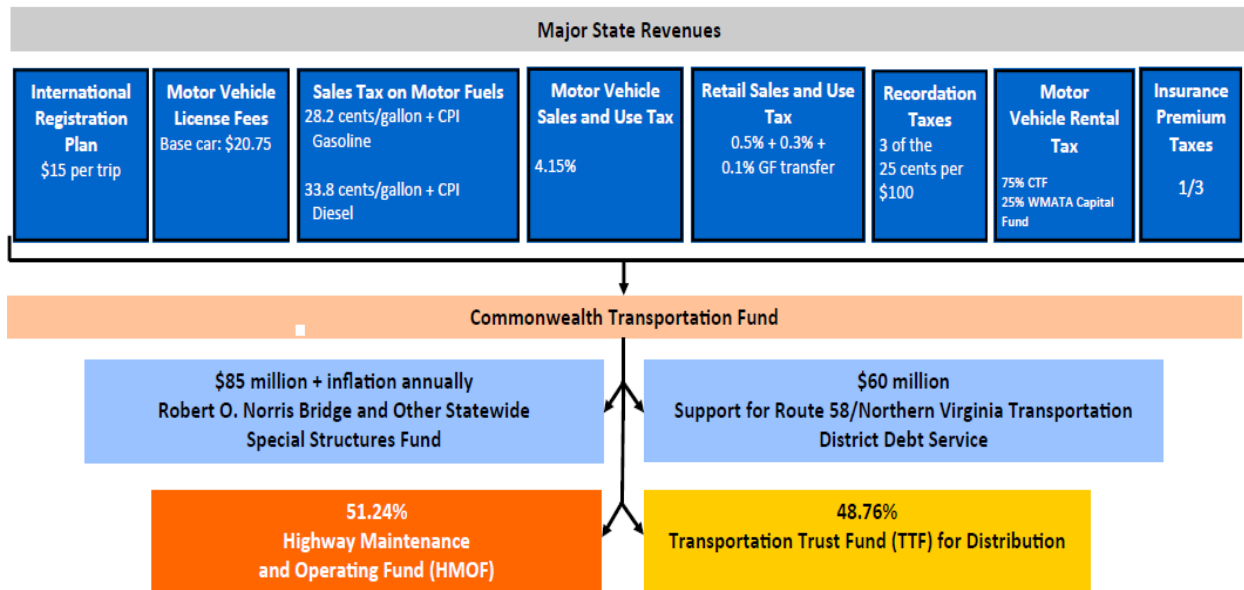 Major State Revenues
International
Registration
Plan
$15 per trip
Motor Vehicle
License Fees
Base car: $20.75
Sales Tax on Motor Fuels
28.2 cents/gallon + CPI
Gasoline
33.8 cents/gallon + CPI
Diesel
Motor Vehicle
Sales and Use Tax
4.15%
Retail Sales and Use
Tax
0.5% + 0.3% +
0.1% GF transfer
Recordation
Taxes
3 of the
25 cents per
$100
Motor
Vehicle Rental
Tax
75% CTF
25% WMATA Capital
Fund
Insurance
Premium
Taxes
1/3
Commonwealth Transportation Fund
$85 million + inflation annually
Robert O. Norris Bridge and Other Statewide
Special Structures Fund
$60 million
Support for Route 58/Northern Virginia Transportation
District Debt Service
51.24%
Highway Maintenance
and Operating Fund (HMOF)
48.76%
Transportation Trust Fund (TTF) for Distribution